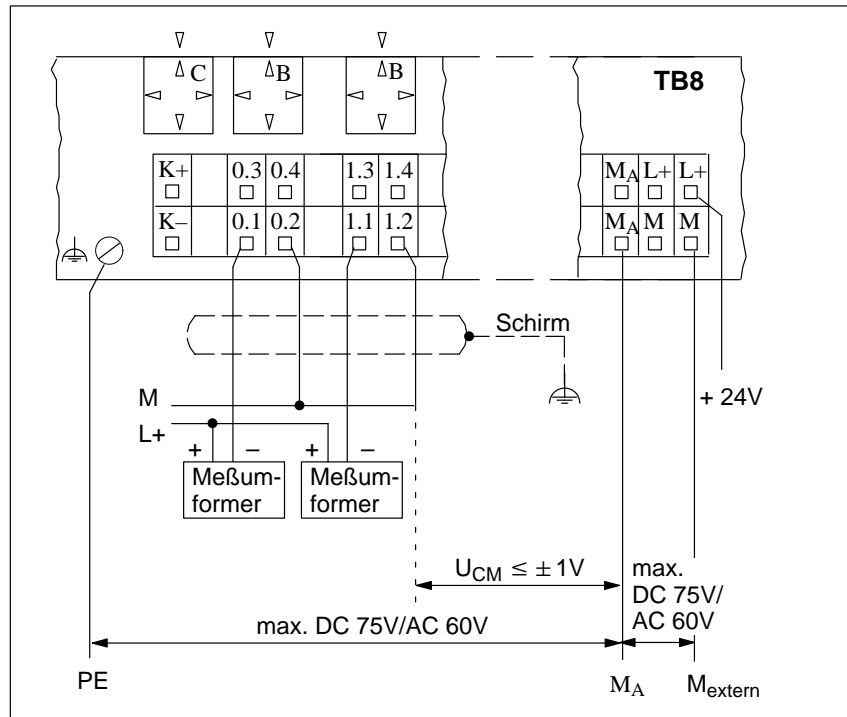 C B B TB8
K+ 0.3 0.4 1.3 1.4 MA L+ L+
K– 0.1 0.2 1.1 1.2 MA M M
Schirm
M
+ 24V
L+
+ – + –
Meßum-
former
Meßum-
former
UCM ≤ ± 1V
max.
DC 75V/
AC 60V
max. DC 75V/AC 60V
PE MA Mextern